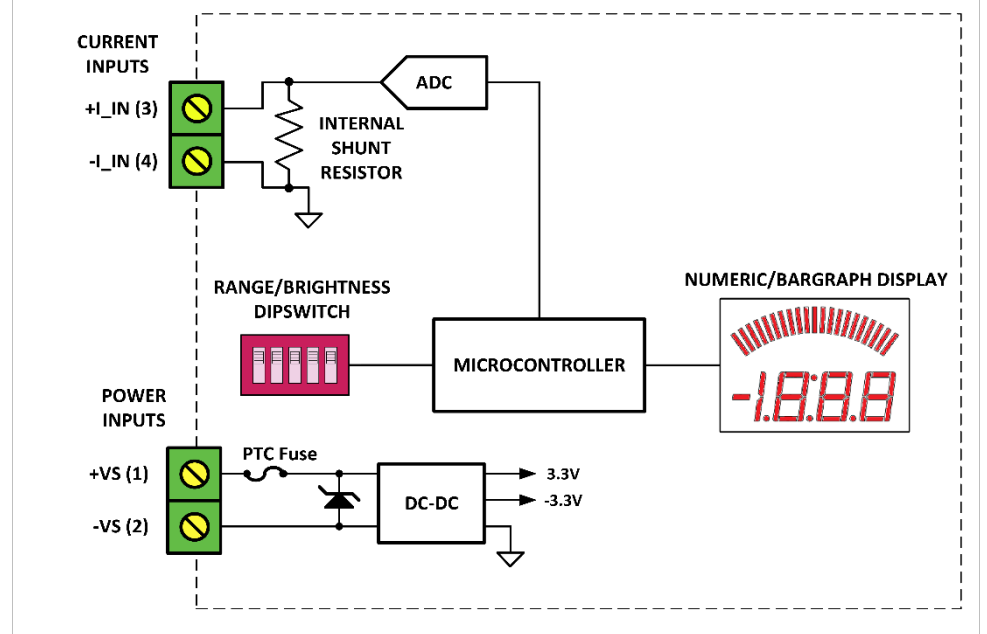 CURRENT
INPUTS
+I_IN (3)
-I_IN (4)
ADC
INTERNAL
SHUNT
RESISTOR
RANGE/BRIGHTNESS
DIPSWITCH
MICROCONTROLLER
NUMERIC/BARGRAPH DISPLAY
-1.8:8.8
POWER
INPUTS
+VS (1)
-VS (2)
PTC Fuse
DC-DC
3.3V
-3.3V